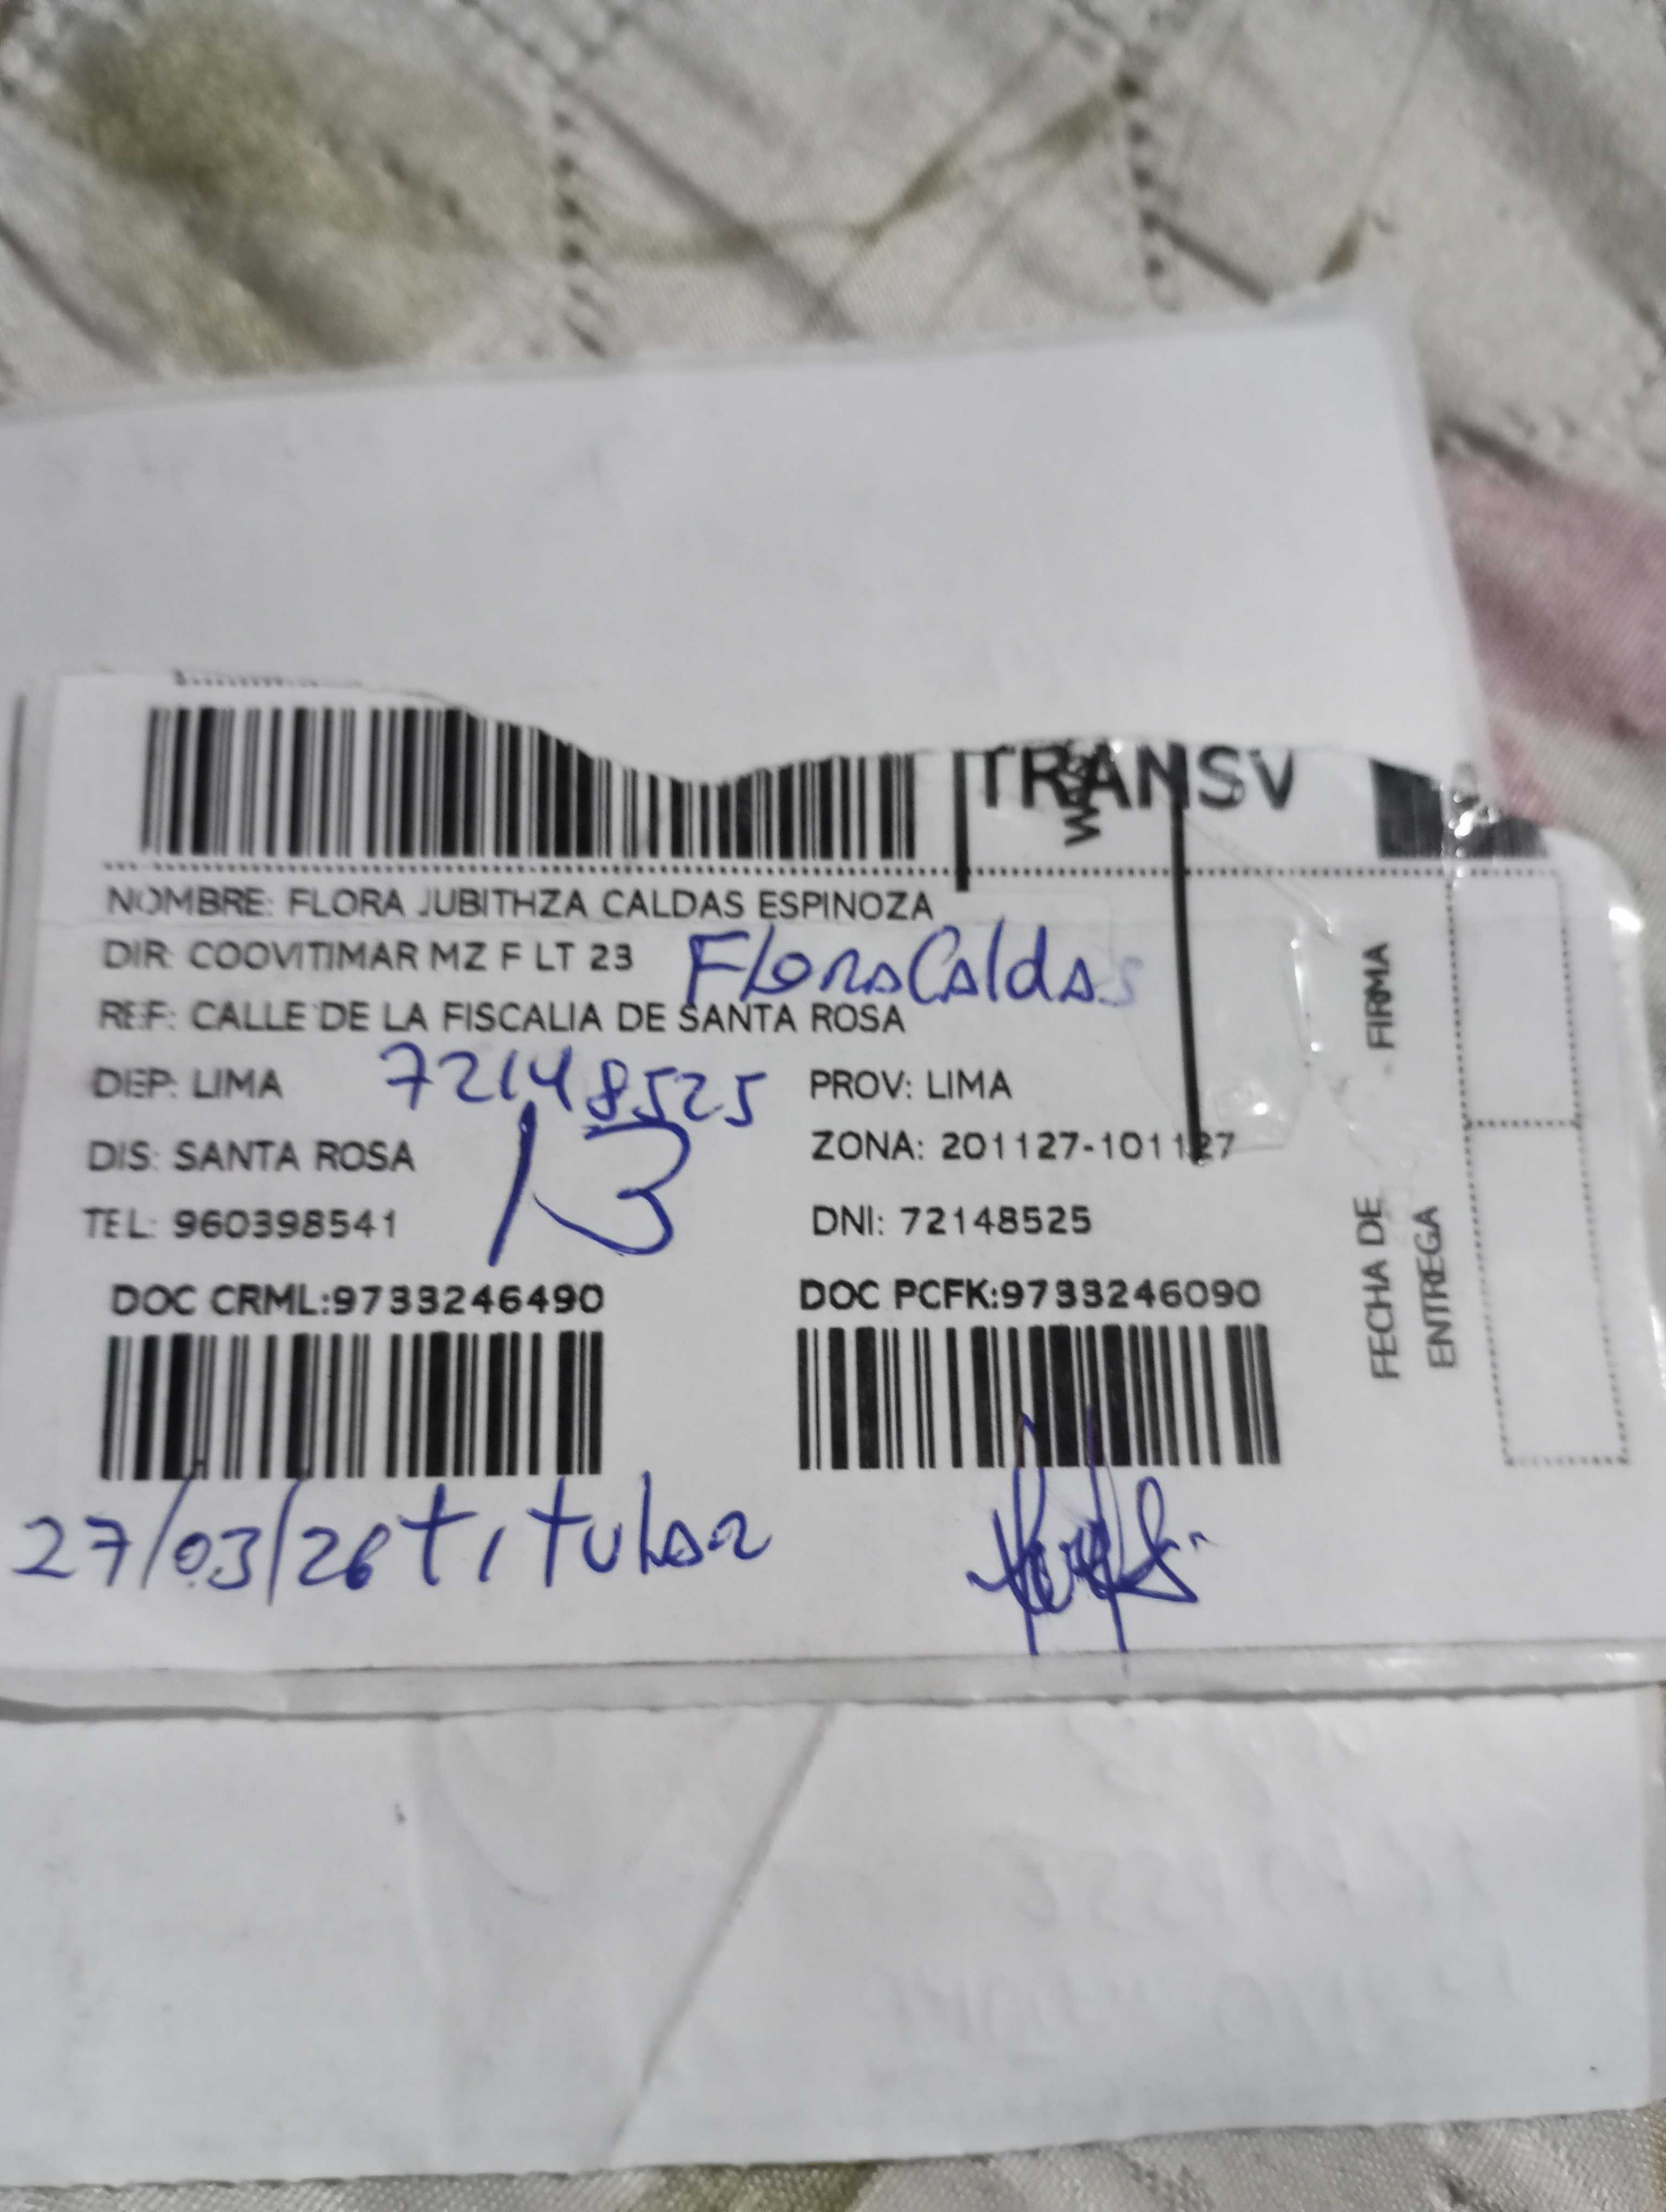 TRANSV
NOMBRE: FLORA JUBITHZA CALDAS ESPINOZA
DIR: COOVITIMAR MZ F LT 23
Flora Caldas
REF: CALLE DE LA FISCALIA DE SANTA ROSA
DEP: LIMA
72148525
PROV: LIMA
DIS: SANTA ROSA
13
ZONA: 201127-101127
TEL: 960398541
DNI: 72148525
DOC CRML:9733246490
DOC PCFK:9733246090
FIRMA
FECHA DE
ENTREGA
27/03/26 titular